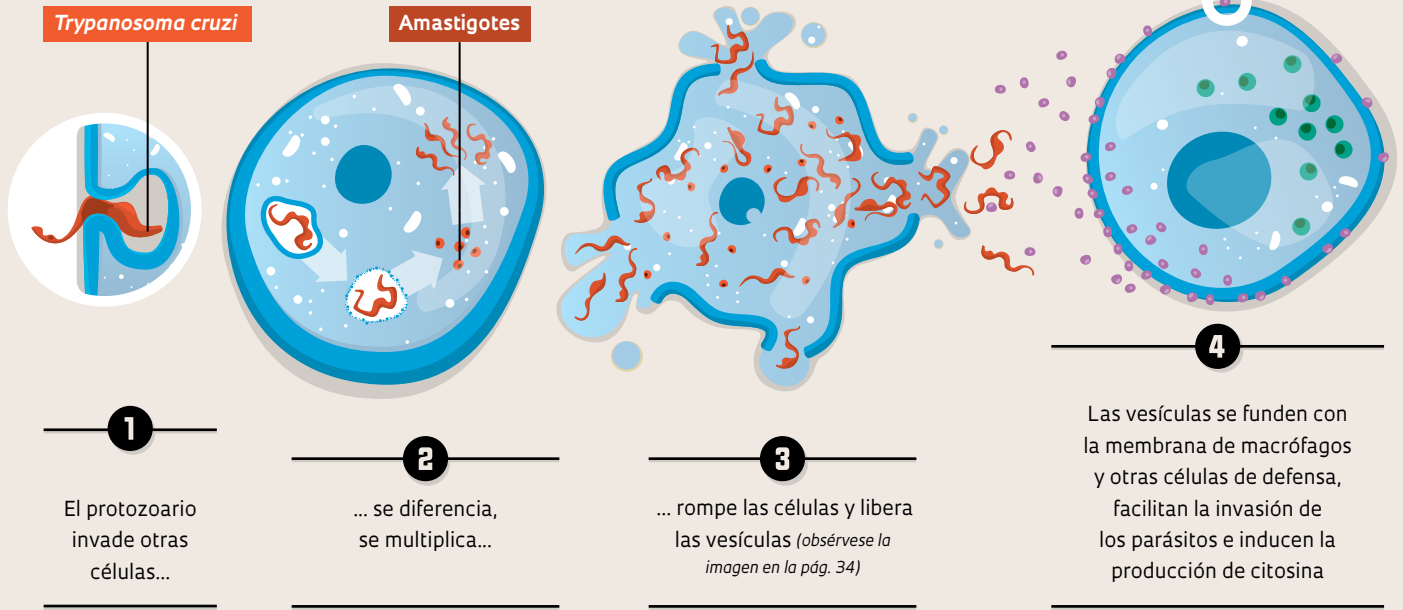 Trypanosoma cruzi
Amastigotes
1
El protozoario
invade otras
células...
2
... se diferencia,
se multiplica...
3
... rompe las células y libera
las vesículas (obsérvese la
imagen en la pág. 34)
4
Las vesículas se funden con
la membrana de macrófagos
y otras células de defensa,
facilitan la invasión de
los parásitos e inducen la
producción de citosina